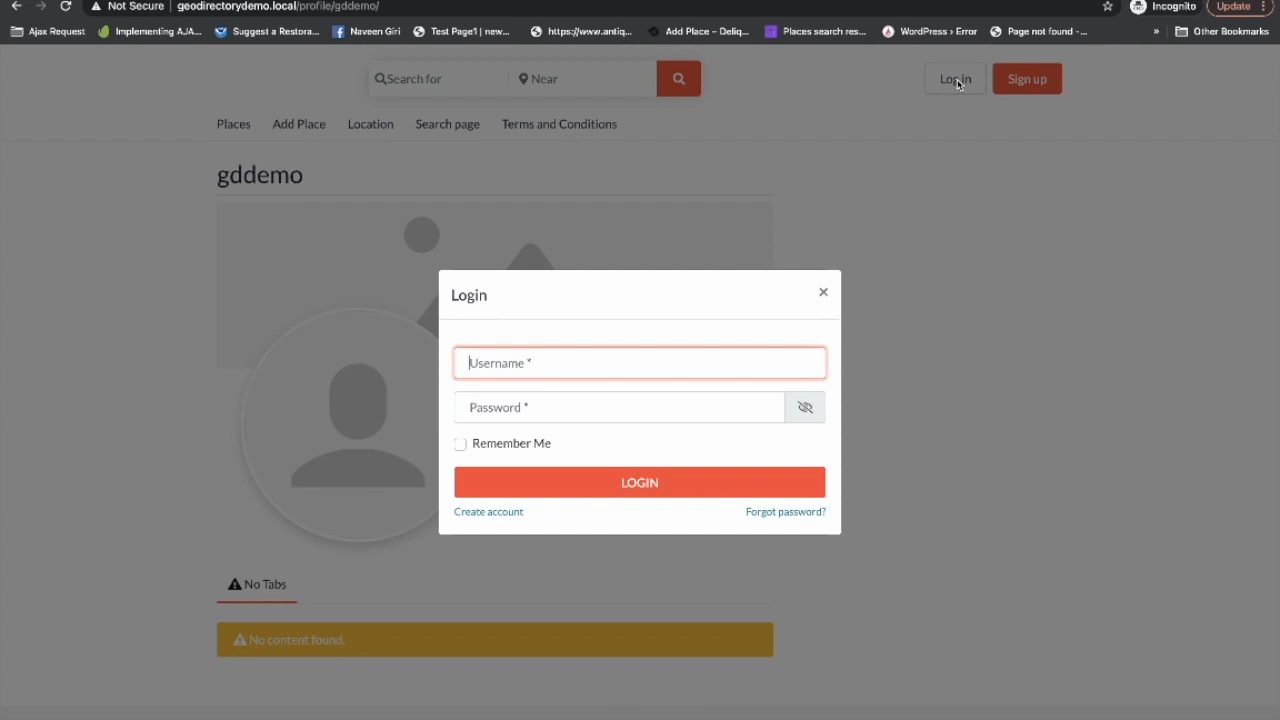 Not Secure | geodirectorydemo.local/profile/gddemo/
Incognito
Update
Ajax Request
Implementing AJA...
Suggest a Restora...
Naveen Giri
Test Page1 | new...
https://www.antiq...
Add Place – Deliq...
Places search res...
WordPress › Error
Page not found - ...
»
Other Bookmarks
Search for
Near
Log in
Sign up
Places
Add Place
Location
Search page
Terms and Conditions
gddemo
Login
×
Username *
Password *
Remember Me
LOGIN
Create account
Forgot password?
No Tabs
No content found.